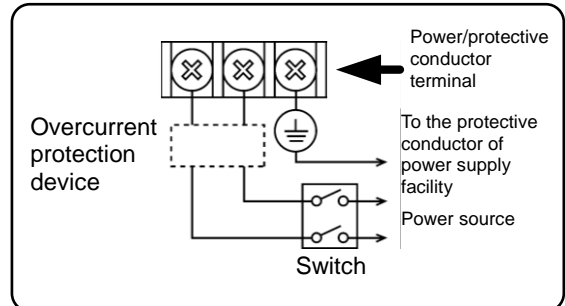 Power/protective
conductor
terminal
Overcurrent
protection
device
To the protective
conductor of
power supply
facility
Power source
Switch